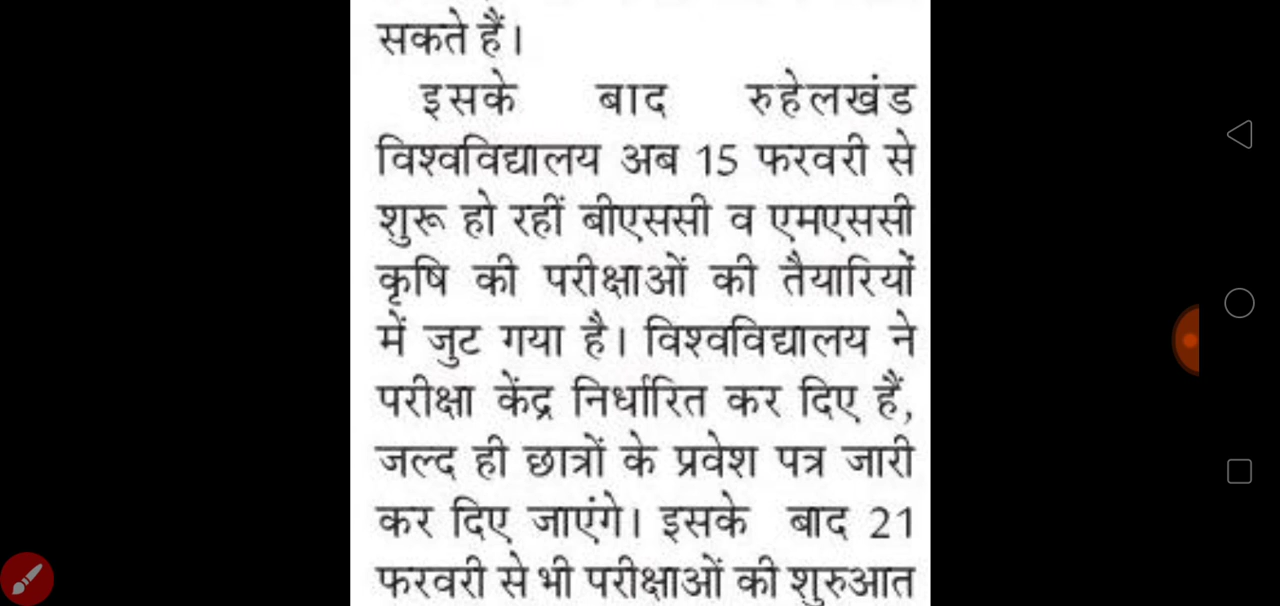 सकते हैं।
इसके बाद रुहेलखंड
विश्वविद्यालय अब 15 फरवरी से
शुरू हो रहीं बीएससी व एमएससी
कृषि की परीक्षाओं की तैयारियों
में जुट गया है। विश्वविद्यालय ने
परीक्षा केंद्र निर्धारित कर दिए हैं,
जल्द ही छात्रों के प्रवेश पत्र जारी
कर दिए जाएंगे। इसके बाद 21
फरवरी से भी परीक्षाओं की शुरुआत